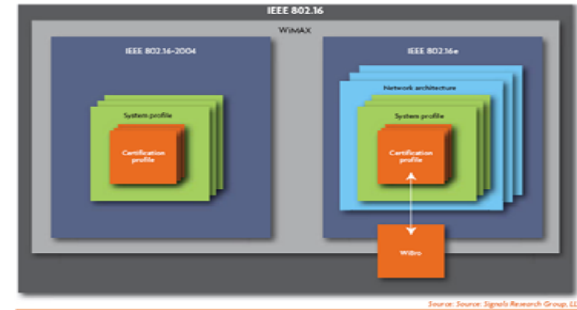 IEEE 802.16
WiMAX
IEEE 802.16-2004
IEEE 802.16e
Network architecture
System profile
System profile
Certification
profile
Certification
profile
WiBro
Source: Source: Signals Research Group, LL